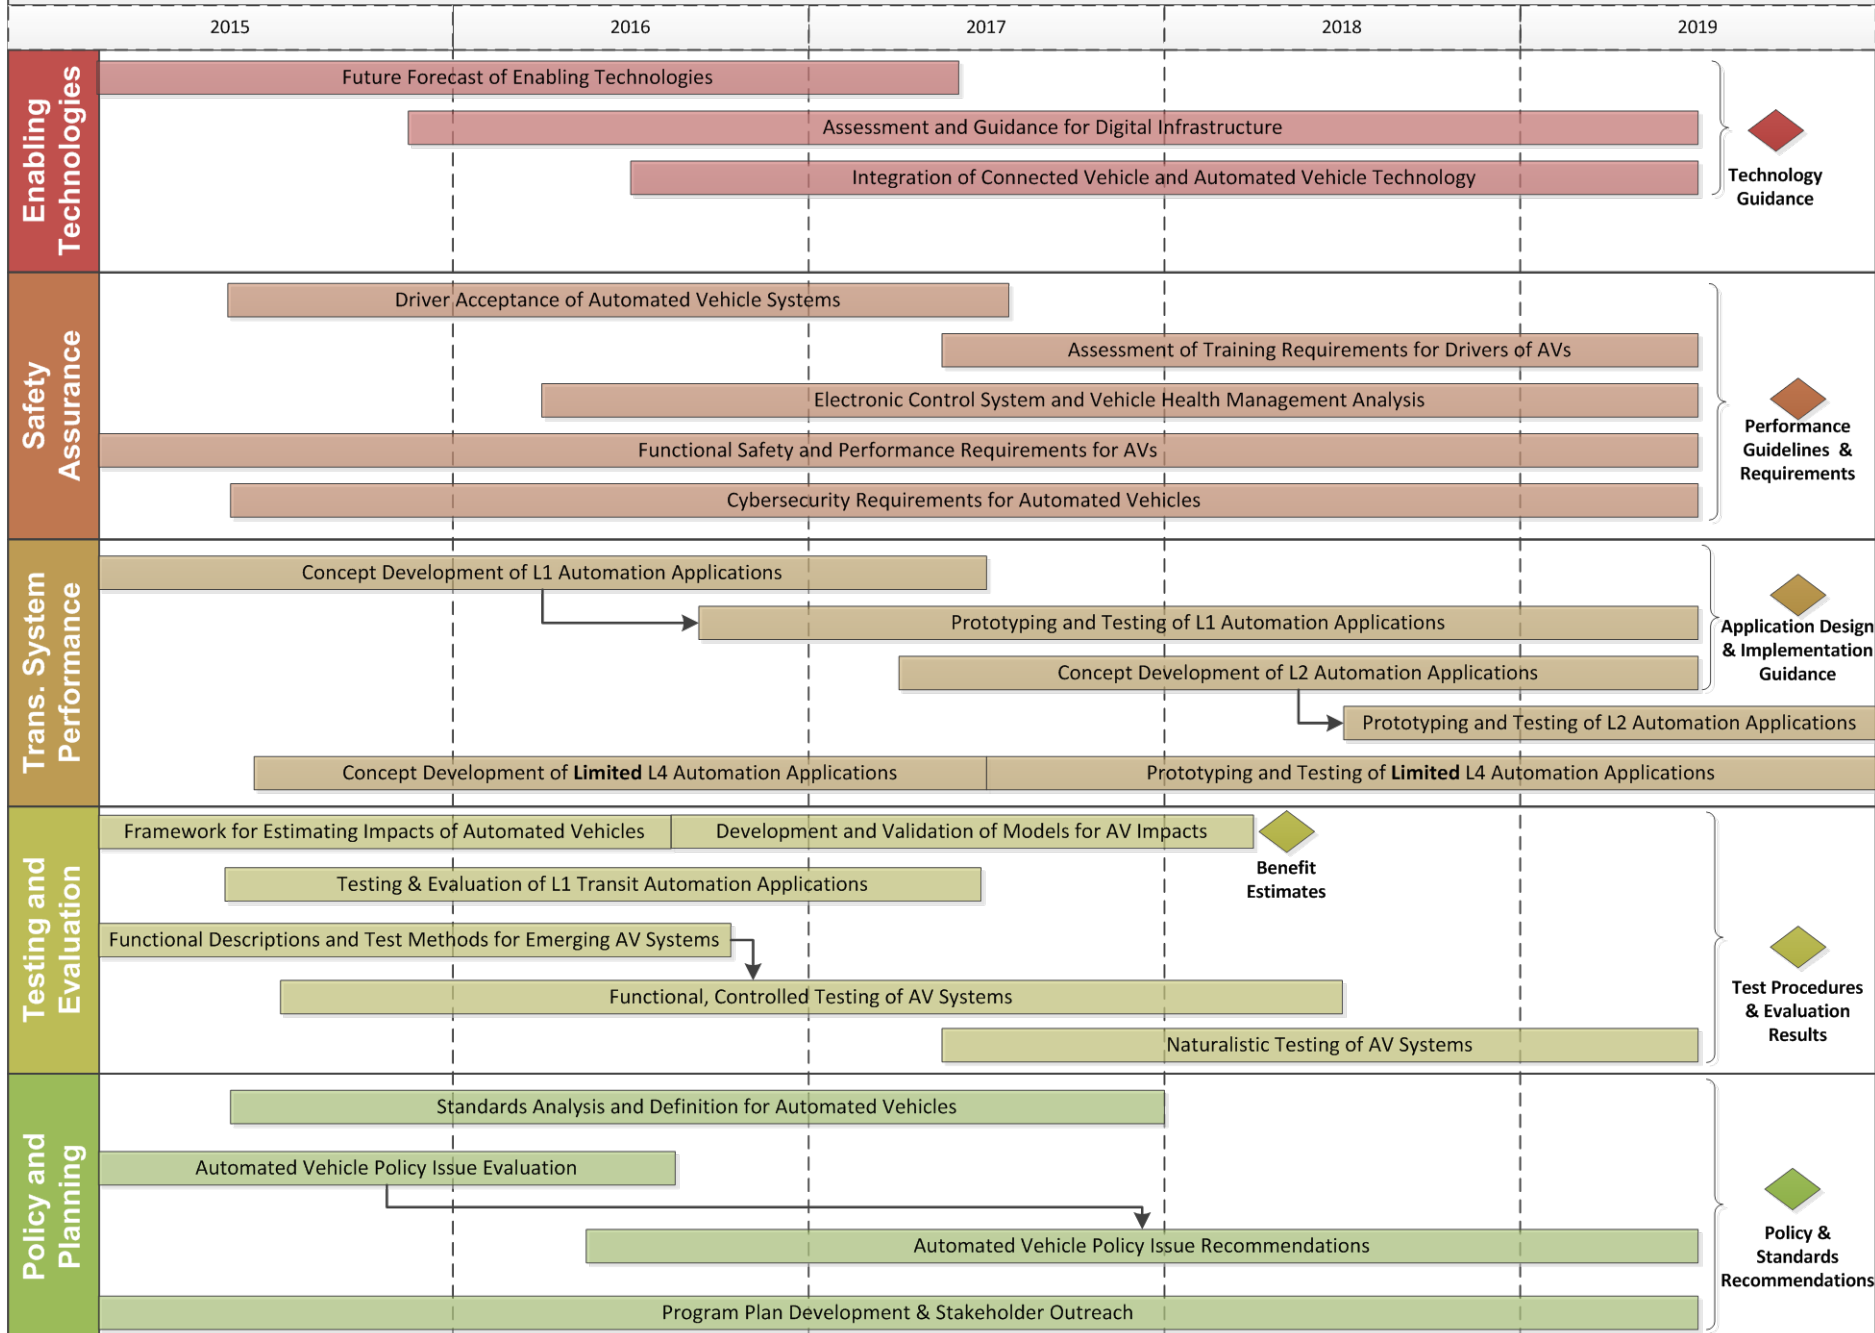 2015 2016 2017 2018 2019
Enabling
Technologies
Future Forecast of Enabling Technologies
Assessment and Guidance for Digital Infrastructure
Integration of Connected Vehicle and Automated Vehicle Technology
Technology
Guidance
Safety
Assurance
Driver Acceptance of Automated Vehicle Systems
Assessment of Training Requirements for Drivers of AVs
Electronic Control System and Vehicle Health Management Analysis
Functional Safety and Performance Requirements for AVs
Cybersecurity Requirements for Automated Vehicles
Performance
Guidelines &
Requirements
Trans. System
Performance
Concept Development of L1 Automation Applications
Prototyping and Testing of L1 Automation Applications
Concept Development of L2 Automation Applications
Prototyping and Testing of L2 Automation Applications
Concept Development of Limited L4 Automation Applications
Prototyping and Testing of Limited L4 Automation Applications
Application Design
& Implementation
Guidance
Testing and
Evaluation
Framework for Estimating Impacts of Automated Vehicles
Development and Validation of Models for AV Impacts
Benefit
Estimates
Testing & Evaluation of L1 Transit Automation Applications
Functional Descriptions and Test Methods for Emerging AV Systems
Functional, Controlled Testing of AV Systems
Naturalistic Testing of AV Systems
Test Procedures
& Evaluation
Results
Policy and
Planning
Standards Analysis and Definition for Automated Vehicles
Automated Vehicle Policy Issue Evaluation
Automated Vehicle Policy Issue Recommendations
Program Plan Development & Stakeholder Outreach
Policy &
Standards
Recommendations